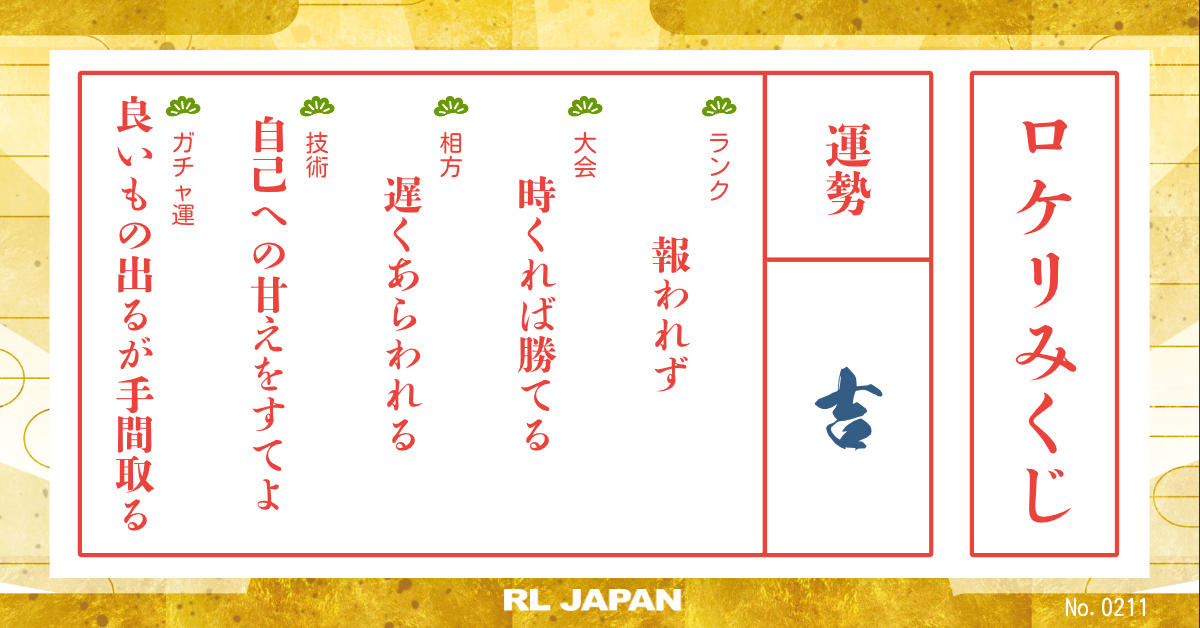 ロケリみくじ
運勢
吉
ランク
報われず
大会
時くれば勝てる
相方
遅くあらわれる
技術
自己への甘えをすてよ
ガチャ運
良いもの出るが手間取る
RL JAPAN
No. 0211